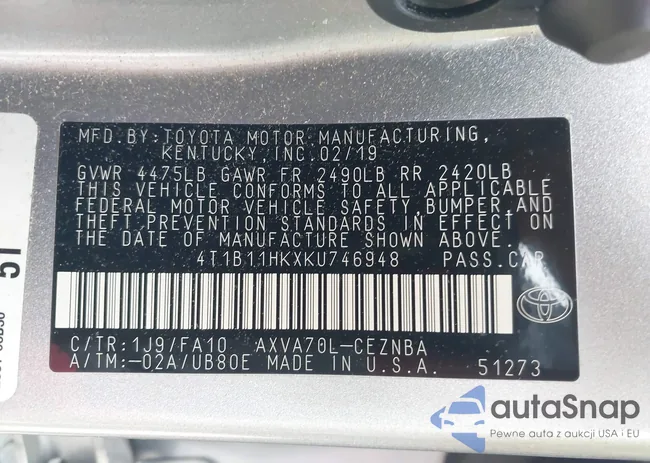 MFD.BY:TOYOTA MOTOR MANUFACTURING,
KENTUCKY,INC.02/19
GVWR 4475LB GAWR FR 2490LB RR 2420LB
THIS VEHICLE CONFORMS TO ALL APPLICABLE
FEDERAL MOTOR VEHICLE SAFETY,BUMPER,AND
THEFT PREVENTION STANDARDS IN EFFECT ON
THE DATE OF MANUFACTURE SHOWN ABOVE.
4T1B11HKXKU746948 PASS.CAR
C/TR:1J9/FA10 AXVA70L-CEZNBA
A/TM:-02A/UB80E MADE IN U.S.A. 51273
51
autaSnap
Pewne auta z aukcji USA i EU